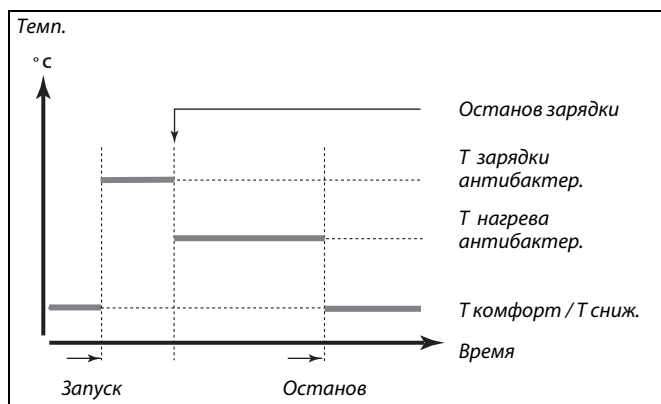 Темп.
°C
Останов зарядки
Т зарядки
антибактер.
Т нагрева
антибактер.
Т комфорт / Т сниж.
Время
Запуск
Останов